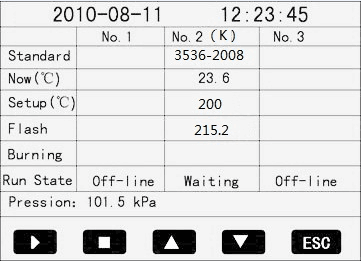 2010-08-11 12:23:45
No.1 No.2(K) No.3
Standard 3536-2008
Now(℃) 23.6
Setup(℃) 200
Flash 215.2
Burning
Run State Off-line Waiting Off-line
Pression: 101.5 kPa
ESC